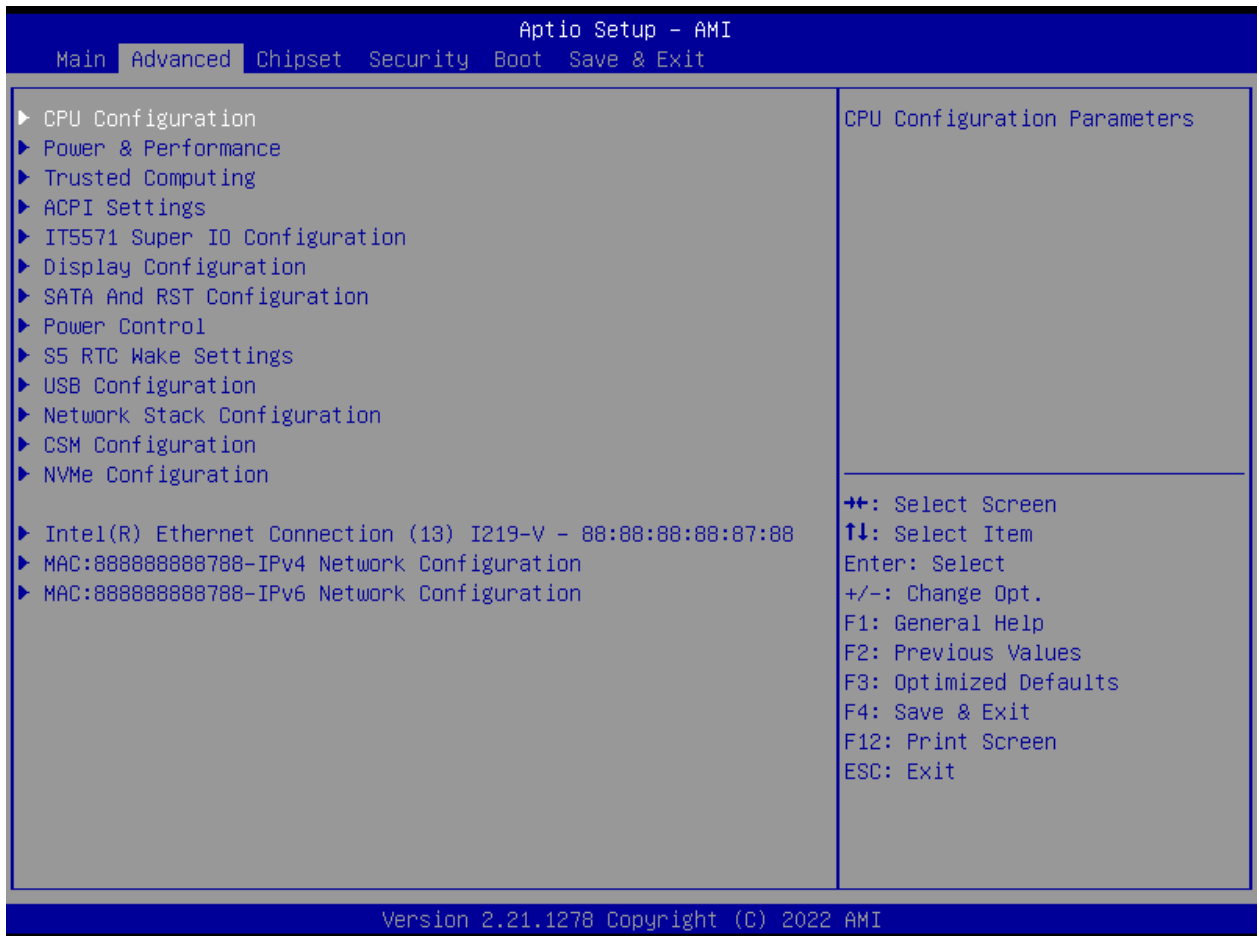 Aptio Setup – AMI
Main Advanced Chipset Security Boot Save & Exit
▶ CPU Configuration
▶ Power & Performance
▶ Trusted Computing
▶ ACPI Settings
▶ IT5571 Super IO Configuration
▶ Display Configuration
▶ SATA And RST Configuration
▶ Power Control
▶ S5 RTC Wake Settings
▶ USB Configuration
▶ Network Stack Configuration
▶ CSM Configuration
▶ NVMe Configuration
▶ Intel(R) Ethernet Connection (13) I219-V – 88:88:88:88:87:88
▶ MAC:888888888788-IPv4 Network Configuration
▶ MAC:888888888788-IPv6 Network Configuration
CPU Configuration Parameters
→←: Select Screen
↑↓: Select Item
Enter: Select
+/-: Change Opt.
F1: General Help
F2: Previous Values
F3: Optimized Defaults
F4: Save & Exit
F12: Print Screen
ESC: Exit
Version 2.21.1278 Copyright (C) 2022 AMI